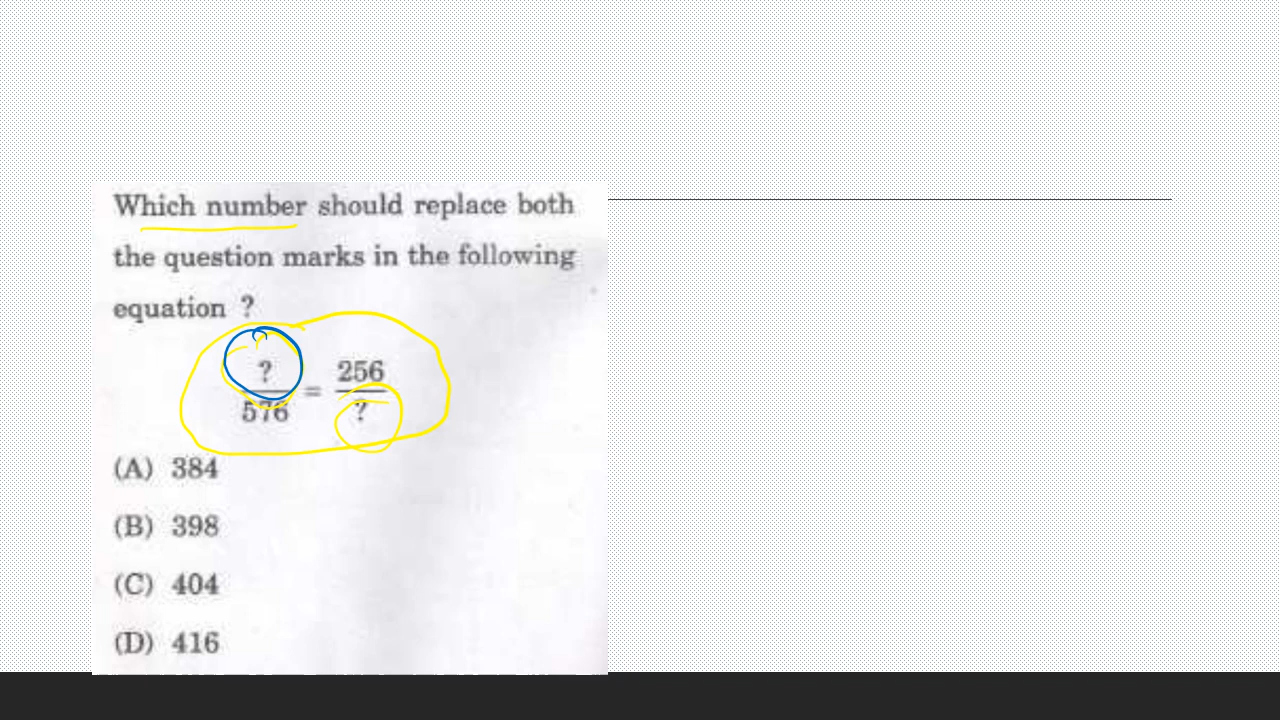 Which number should replace both
the question marks in the following
equation ?
? / 576 = 256 / ?
(A) 384
(B) 398
(C) 404
(D) 416